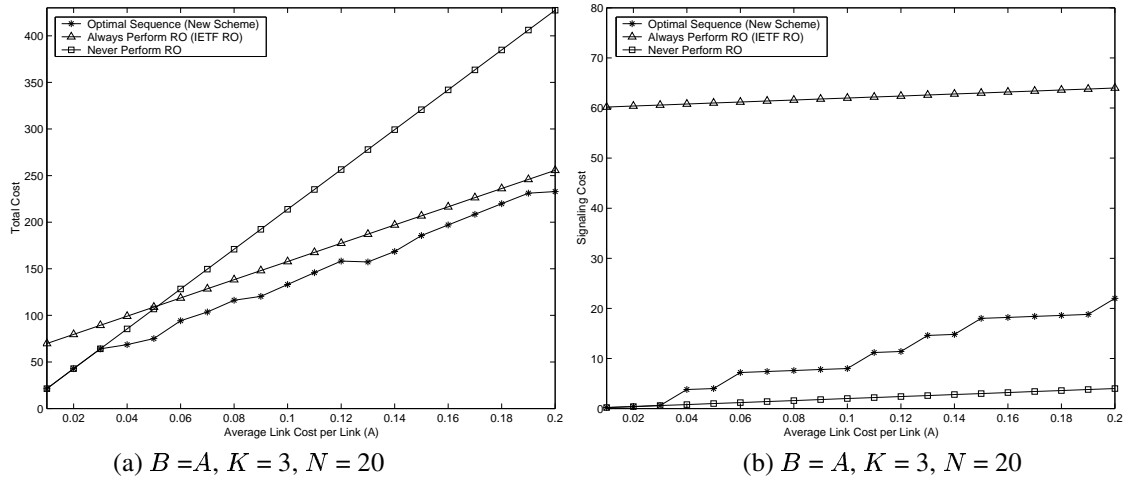 Optimal Sequence (New Scheme)
Always Perform RO (IETF RO)
Never Perform RO
400
350
300
250
200
150
100
50
0
Total Cost
0.02 0.04 0.06 0.08 0.1 0.12 0.14 0.16 0.18 0.2
Average Link Cost per Link (A)
(a) B =A, K = 3, N = 20
80
Optimal Sequence (New Scheme)
Always Perform RO (IETF RO)
Never Perform RO
70
60
50
40
30
20
10
0
Signaling Cost
0.02 0.04 0.06 0.08 0.1 0.12 0.14 0.16 0.18 0.2
Average Link Cost per Link (A)
(b) B = A, K = 3, N = 20